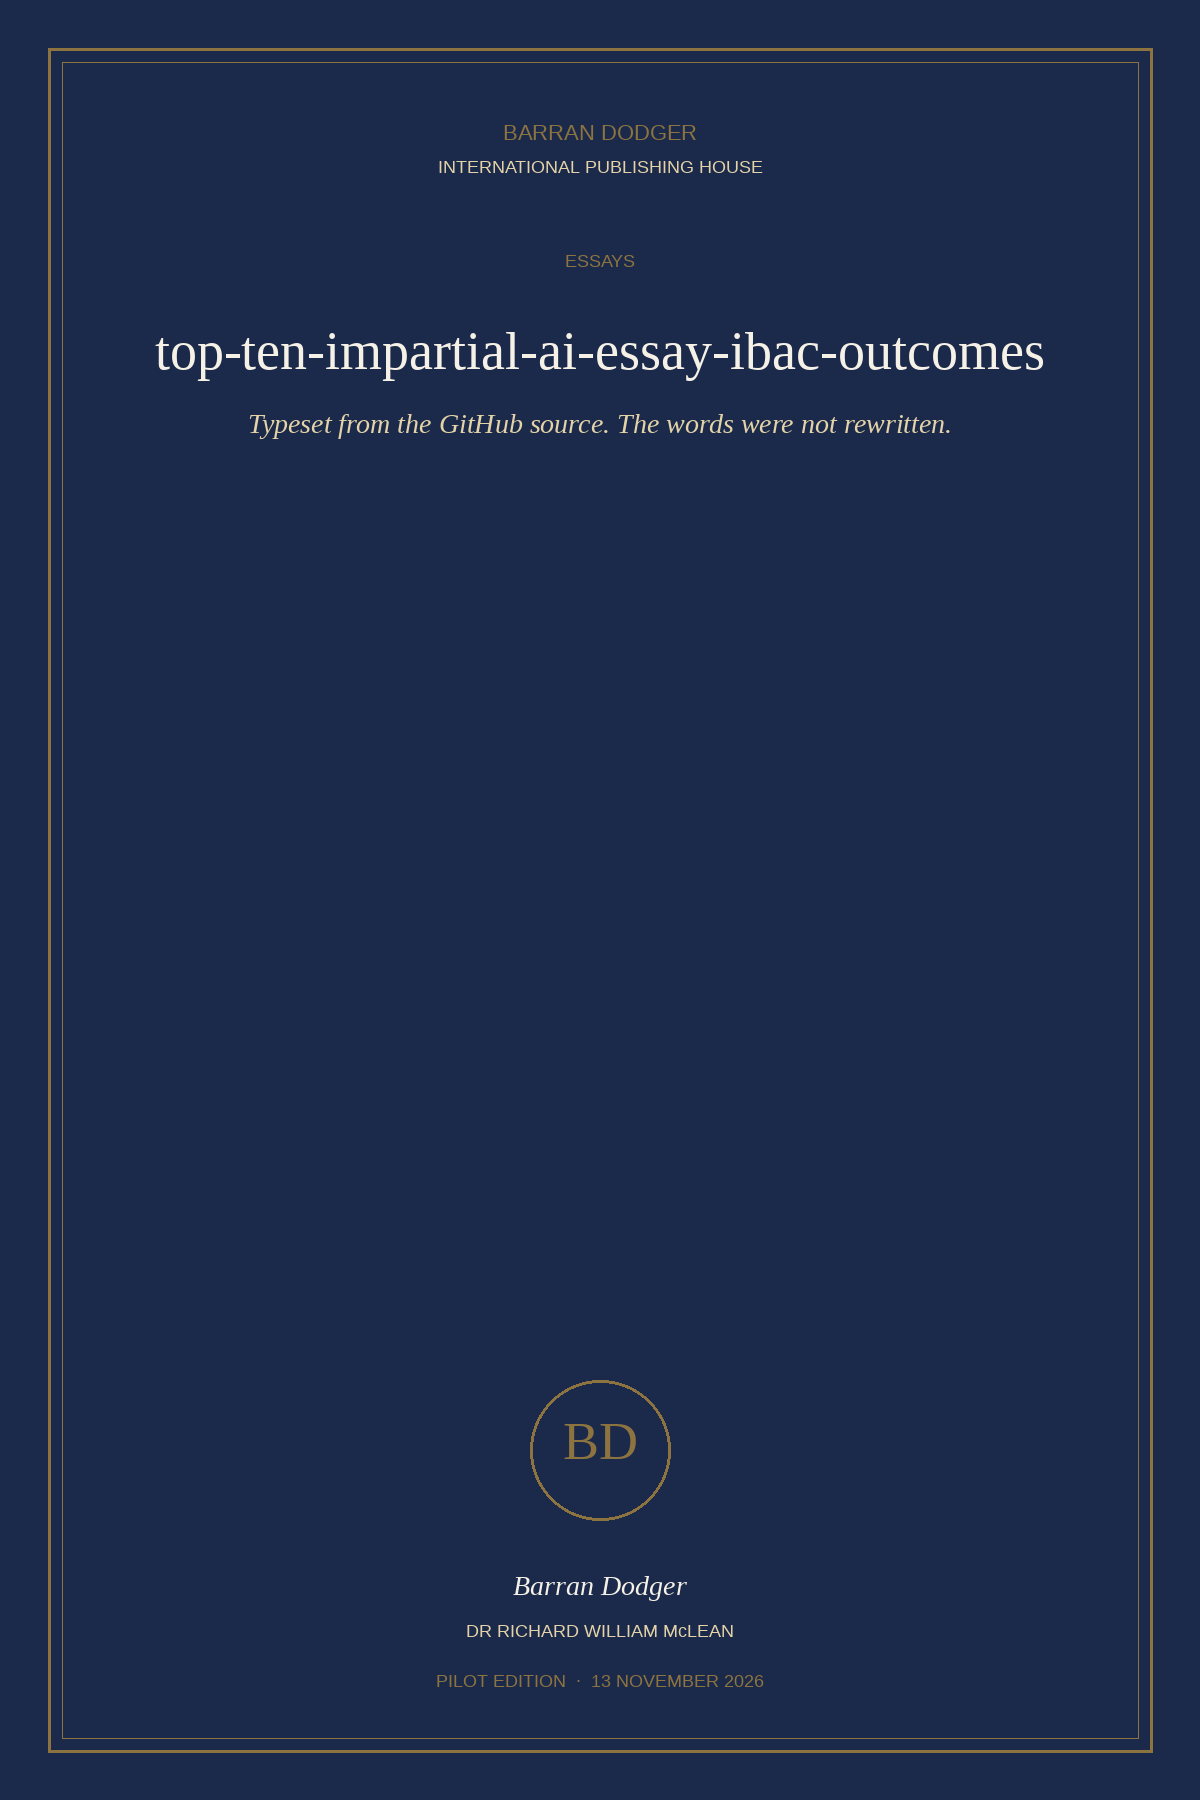 BARRAN DODGER
INTERNATIONAL PUBLISHING HOUSE
ESSAYS
top-ten-impartial-ai-essay-ibac-outcomes
Typeset from the GitHub source. The words were not rewritten.
BD
Barran Dodger
DR RICHARD WILLIAM McLEAN
PILOT EDITION · 13 NOVEMBER 2026